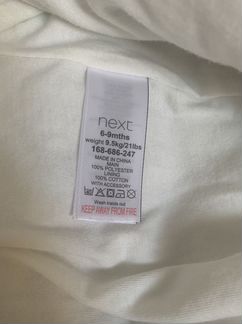 next
6-9mths
weight 9.5kg/21lbs
168-686-247
MADE IN CHINA
MAIN
100% POLYESTER
LINING
100% COTTON
WITH ACCESSORY
Wash inside out
KEEP AWAY FROM FIRE